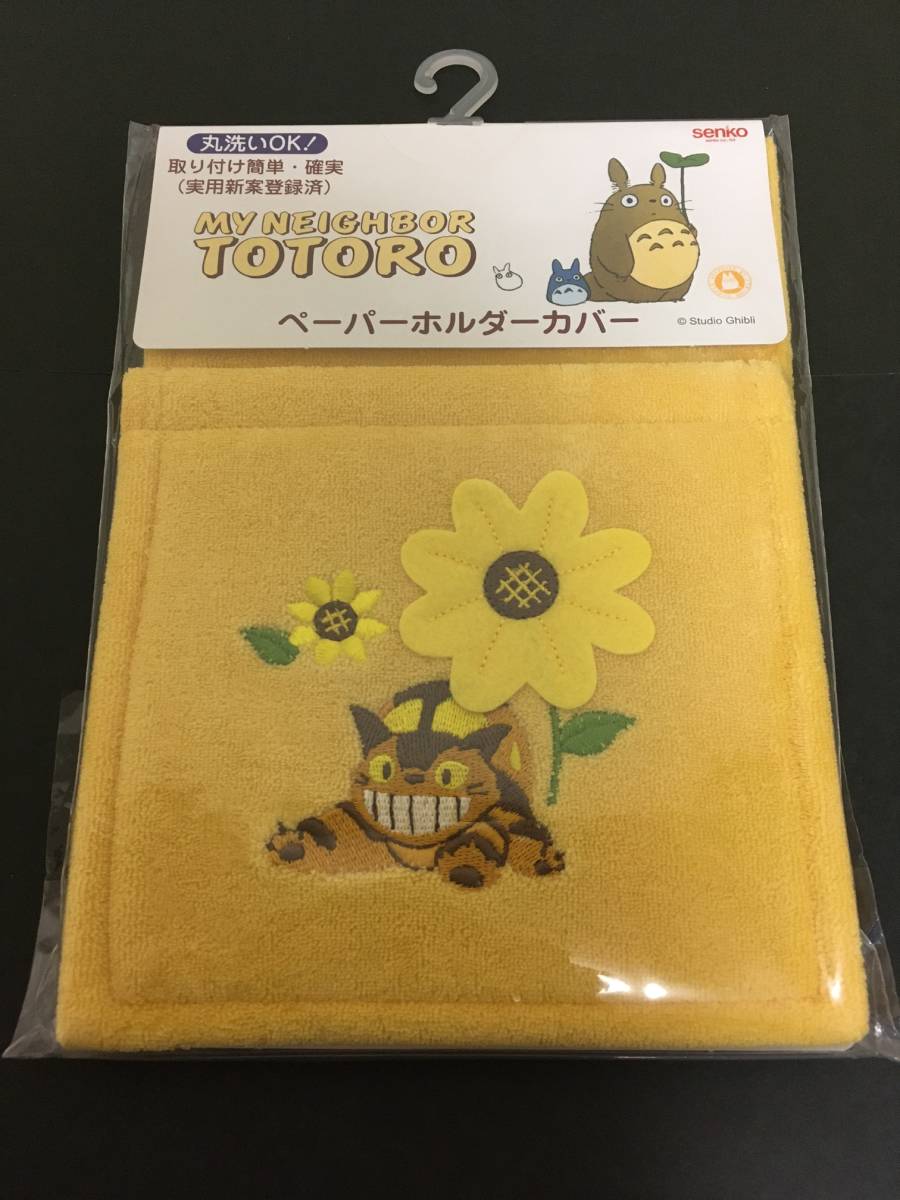 丸洗いOK!
取り付け簡単・確実
(実用新案登録済)
senko
MY NEIGHBOR
TOTORO
ペーパーホルダーカバー
© Studio Ghibli